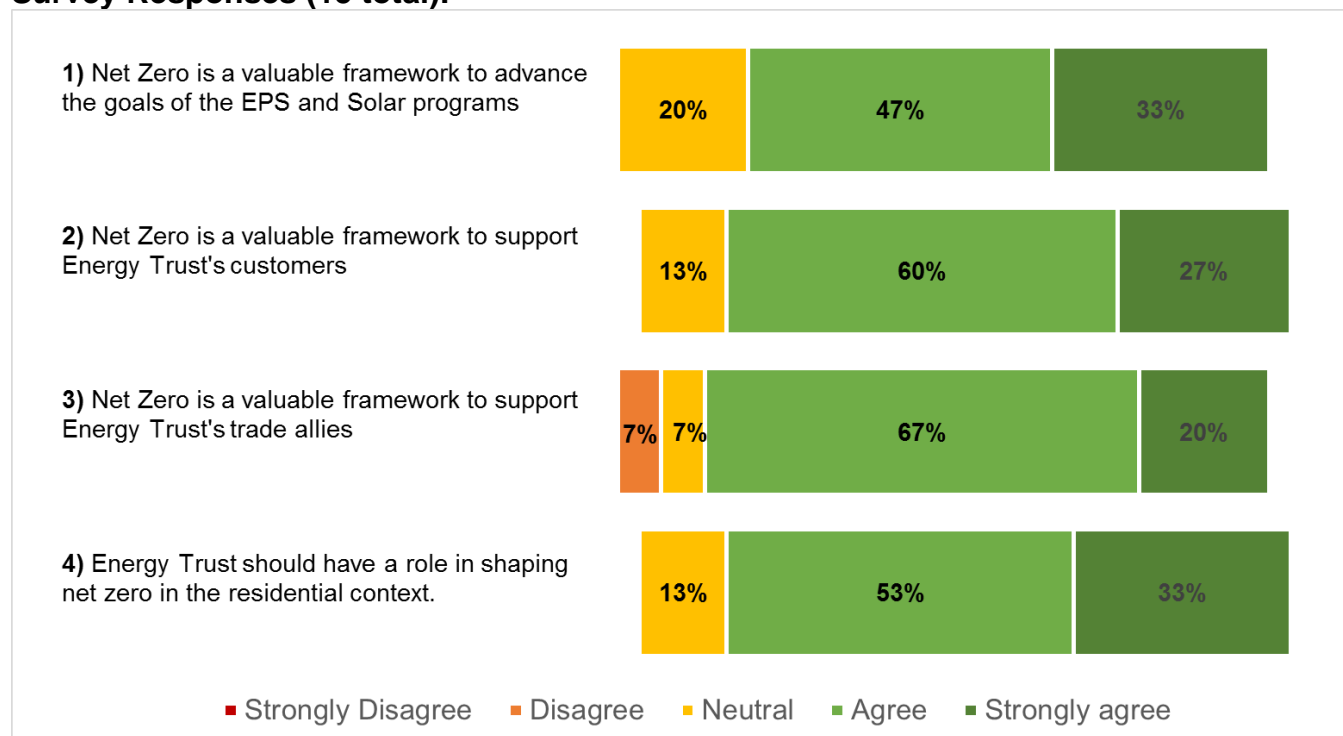 1) Net Zero is a valuable framework to advance
the goals of the EPS and Solar programs
20% 47% 33%
2) Net Zero is a valuable framework to support
Energy Trust's customers
13% 60% 27%
3) Net Zero is a valuable framework to support
Energy Trust's trade allies
7% 7% 67% 20%
4) Energy Trust should have a role in shaping
net zero in the residential context.
13% 53% 33%
Strongly Disagree Disagree Neutral Agree Strongly agree